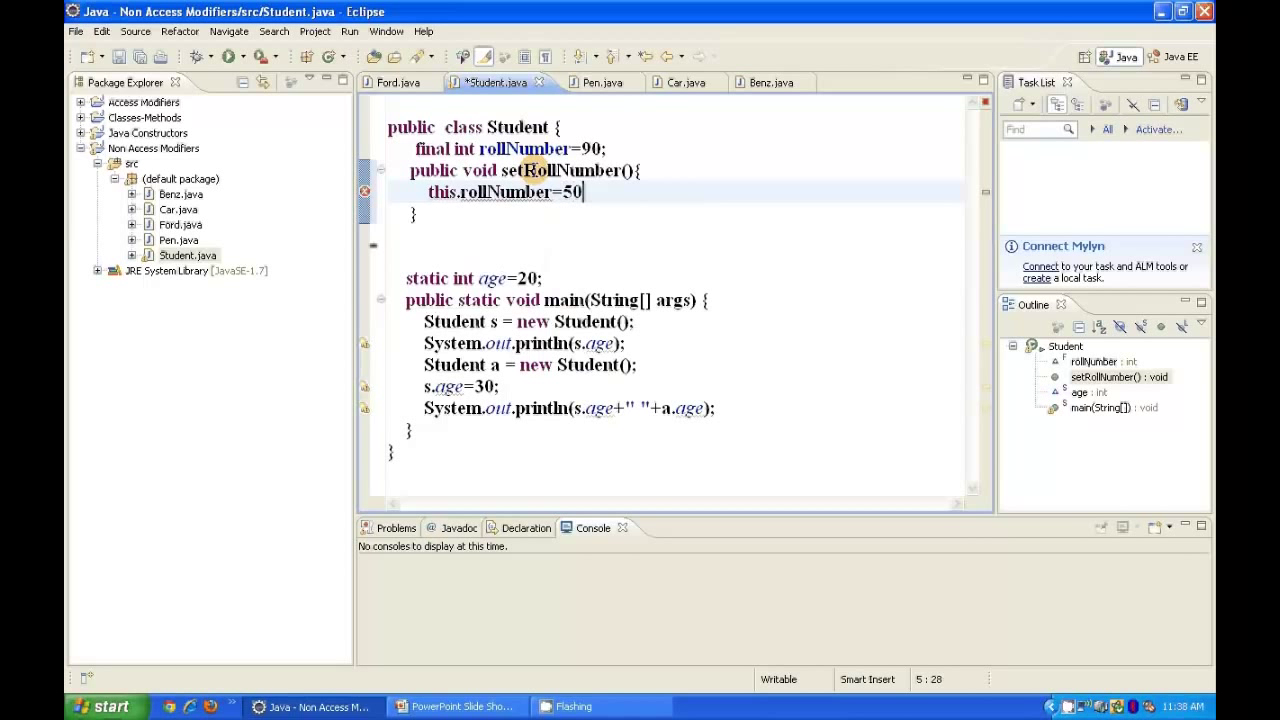 Java - Non Access Modifiers/src/Student.java - Eclipse
File Edit Source Refactor Navigate Search Project Run Window Help
Java Java EE
Package Explorer
Access Modifiers
Classes-Methods
Java Constructors
Non Access Modifiers
src
(default package)
Benz.java
Car.java
Ford.java
Pen.java
Student.java
JRE System Library [JavaSE-1.7]
Ford.java *Student.java Pen.java Car.java Benz.java
public class Student {
final int rollNumber=90;
public void setRollNumber(){
this.rollNumber=50
}
static int age=20;
public static void main(String[] args) {
Student s = new Student();
System.out.println(s.age);
Student a = new Student();
s.age=30;
System.out.println(s.age+" "+a.age);
}
}
Task List
Find All Activate...
Connect Mylyn
Connect to your task and ALM tools or
create a local task.
Outline
Student
rollNumber : int
setRollNumber() : void
age : int
main(String[]) : void
Problems Javadoc Declaration Console
No consoles to display at this time.
Writable Smart Insert 5 : 28
start Java - Non Access M... PowerPoint Slide Sho... Flashing 11:38 AM